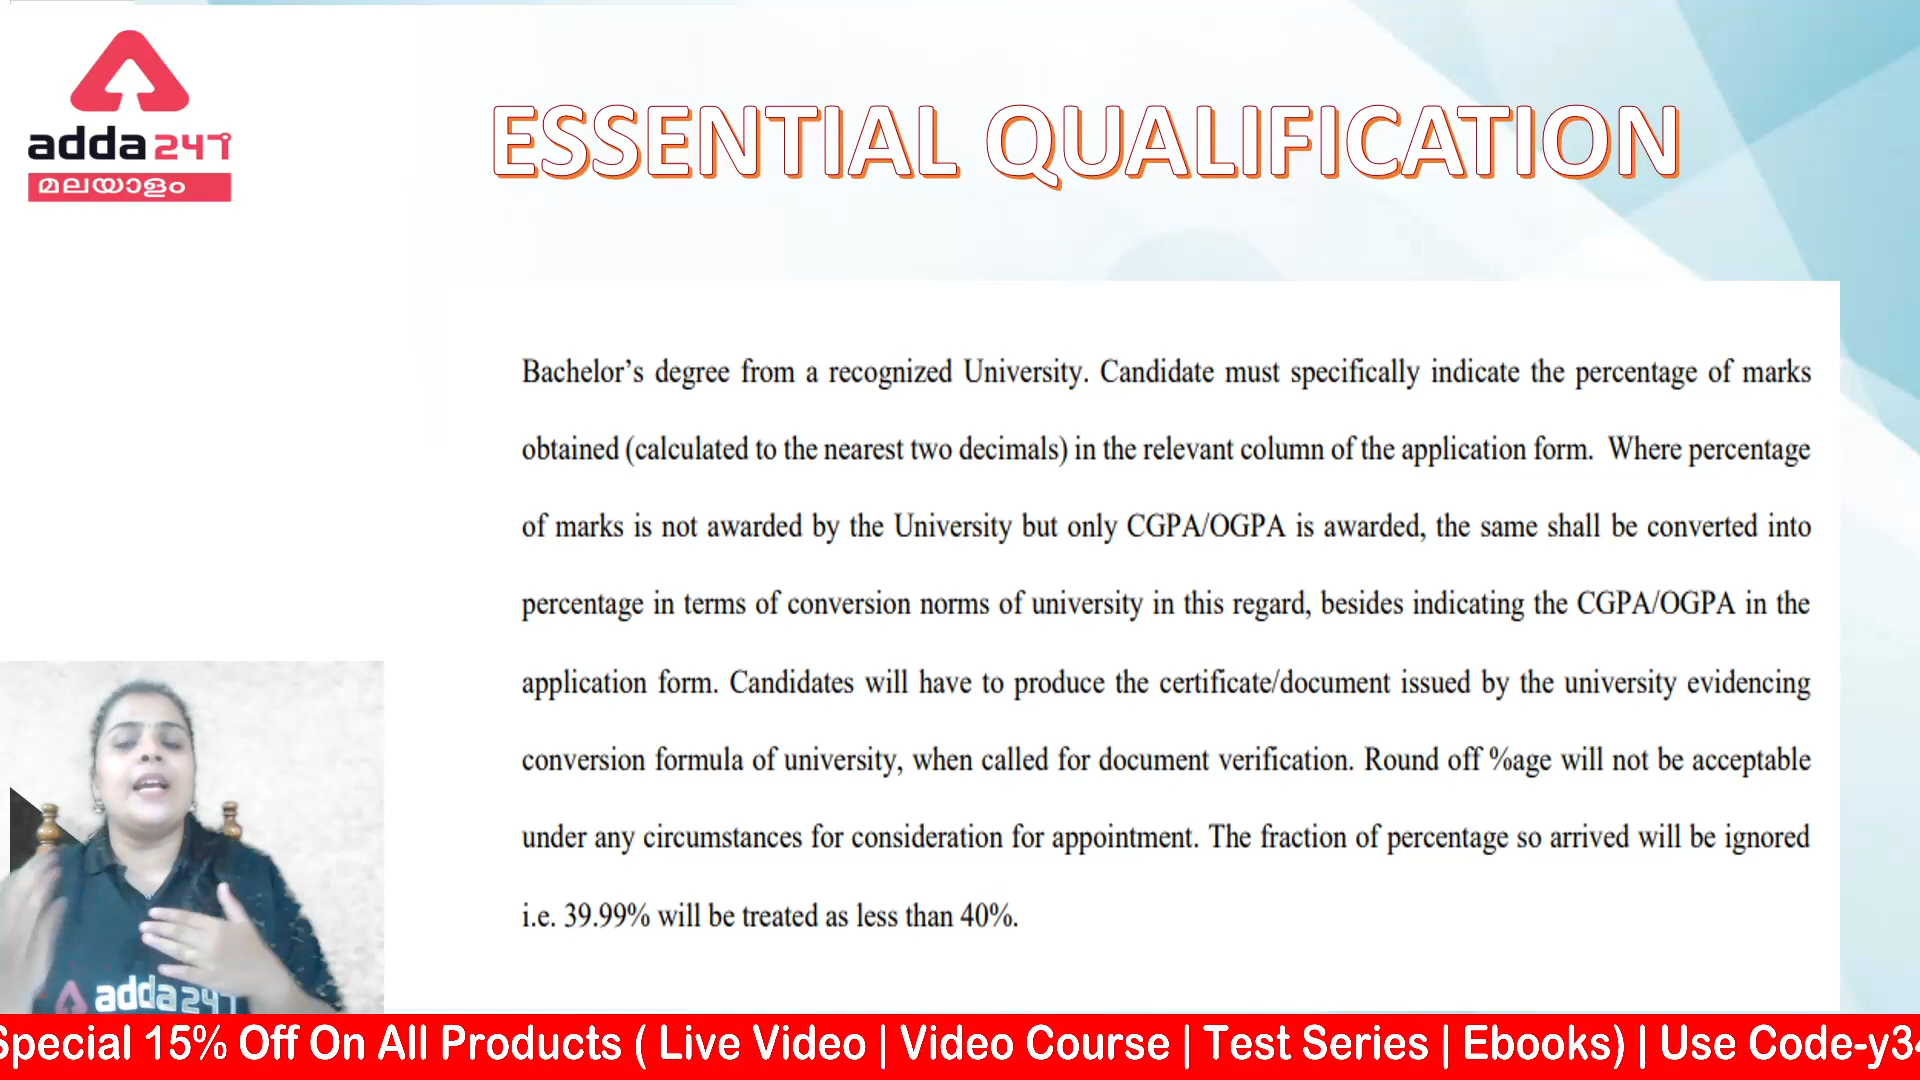 adda247
മലയാളം
ESSENTIAL QUALIFICATION
Bachelor’s degree from a recognized University. Candidate must specifically indicate the percentage of marks
obtained (calculated to the nearest two decimals) in the relevant column of the application form. Where percentage
of marks is not awarded by the University but only CGPA/OGPA is awarded, the same shall be converted into
percentage in terms of conversion norms of university in this regard, besides indicating the CGPA/OGPA in the
application form. Candidates will have to produce the certificate/document issued by the university evidencing
conversion formula of university, when called for document verification. Round off %age will not be acceptable
under any circumstances for consideration for appointment. The fraction of percentage so arrived will be ignored
i.e. 39.99% will be treated as less than 40%.
adda247
Special 15% Off On All Products ( Live Video | Video Course | Test Series | Ebooks) | Use Code-y3